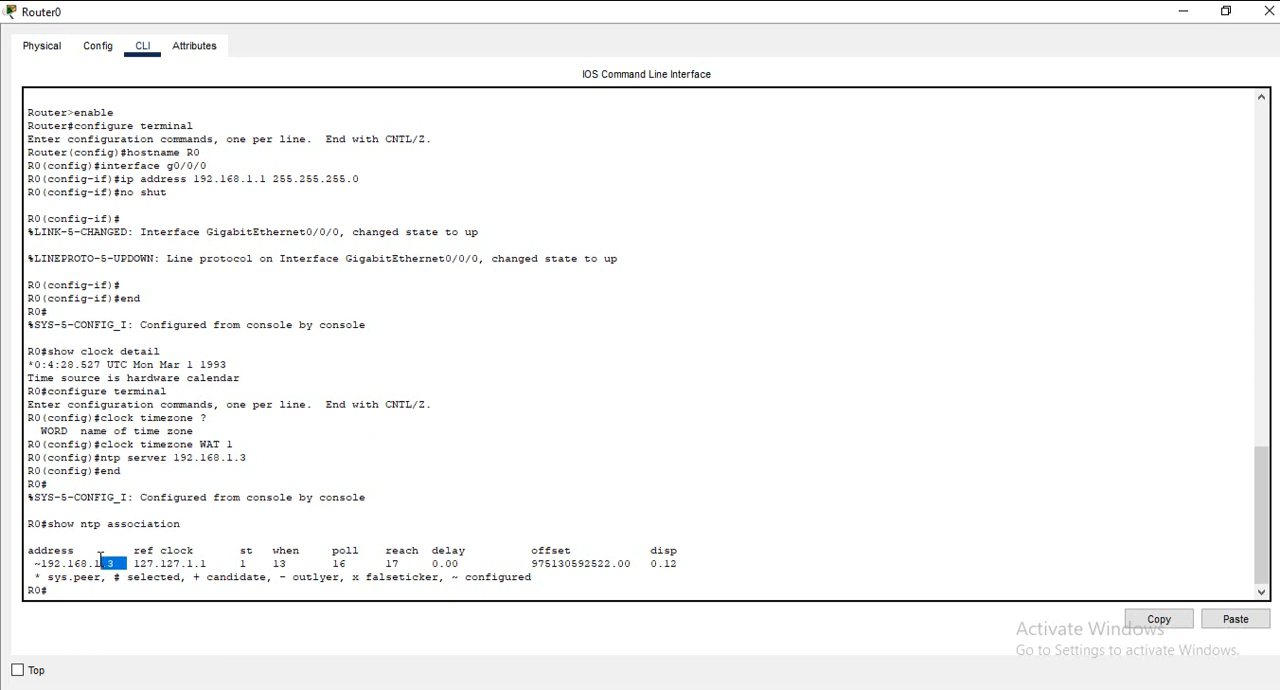 Router0
Physical Config CLI Attributes
IOS Command Line Interface
Router>enable
Router#configure terminal
Enter configuration commands, one per line.  End with CNTL/Z.
Router(config)#hostname R0
R0(config)#interface g0/0/0
R0(config-if)#ip address 192.168.1.1 255.255.255.0
R0(config-if)#no shut
R0(config-if)#
%LINK-5-CHANGED: Interface GigabitEthernet0/0/0, changed state to up
%LINEPROTO-5-UPDOWN: Line protocol on Interface GigabitEthernet0/0/0, changed state to up
R0(config-if)#
R0(config-if)#end
R0#
%SYS-5-CONFIG_I: Configured from console by console
R0#show clock detail
*0:4:28.527 UTC Mon Mar 1 1993
Time source is hardware calendar
R0#configure terminal
Enter configuration commands, one per line.  End with CNTL/Z.
R0(config)#clock timezone ?
WORD  name of time zone
R0(config)#clock timezone WAT 1
R0(config)#ntp server 192.168.1.3
R0(config)#end
R0#
%SYS-5-CONFIG_I: Configured from console by console
R0#show ntp association
address ref clock st when poll reach delay offset disp
~192.168.1.3 127.127.1.1 1 13 16 17 0.00 975130592522.00 0.12
* sys.peer, # selected, + candidate, - outlyer, x falseticker, ~ configured
R0#
Copy Paste
Activate Windows
Go to Settings to activate Windows.
Top